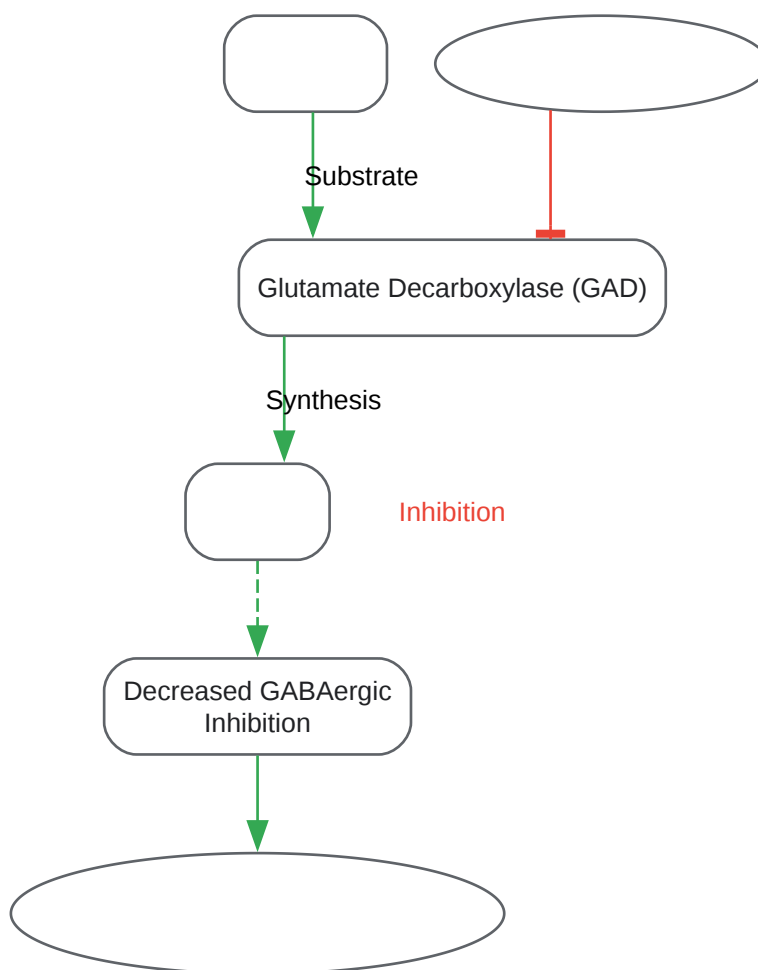 Substrate
Glutamate Decarboxylase (GAD)
Synthesis
Inhibition
Decreased GABAergic
Inhibition